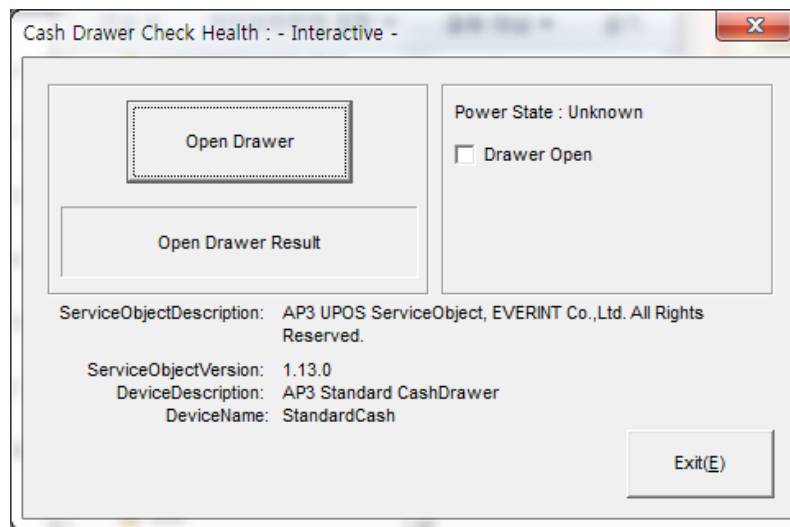 Cash Drawer Check Health : - Interactive -
Open Drawer
Open Drawer Result
Power State : Unknown
Drawer Open
ServiceObjectDescription: AP3 UPOS ServiceObject, EVERINT Co.,Ltd. All Rights
Reserved.
ServiceObjectVersion: 1.13.0
DeviceDescription: AP3 Standard CashDrawer
DeviceName: StandardCash
Exit(E)